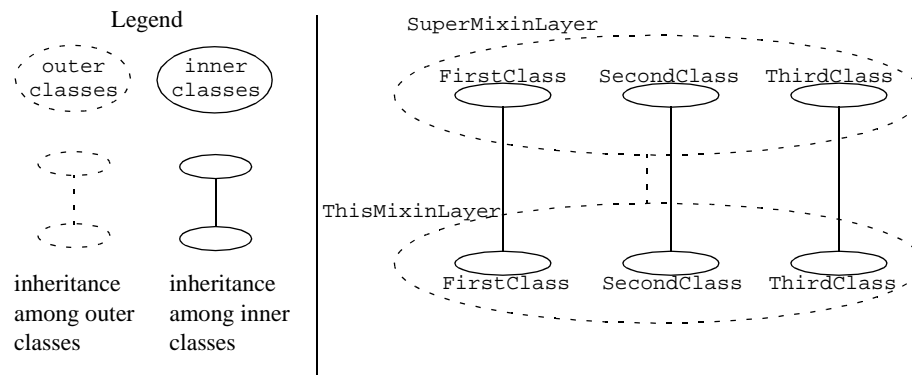 Legend
outer
classes
inner
classes
inheritance
among outer
classes
inheritance
among inner
classes
SuperMixinLayer
FirstClass SecondClass ThirdClass
ThisMixinLayer
FirstClass SecondClass ThirdClass